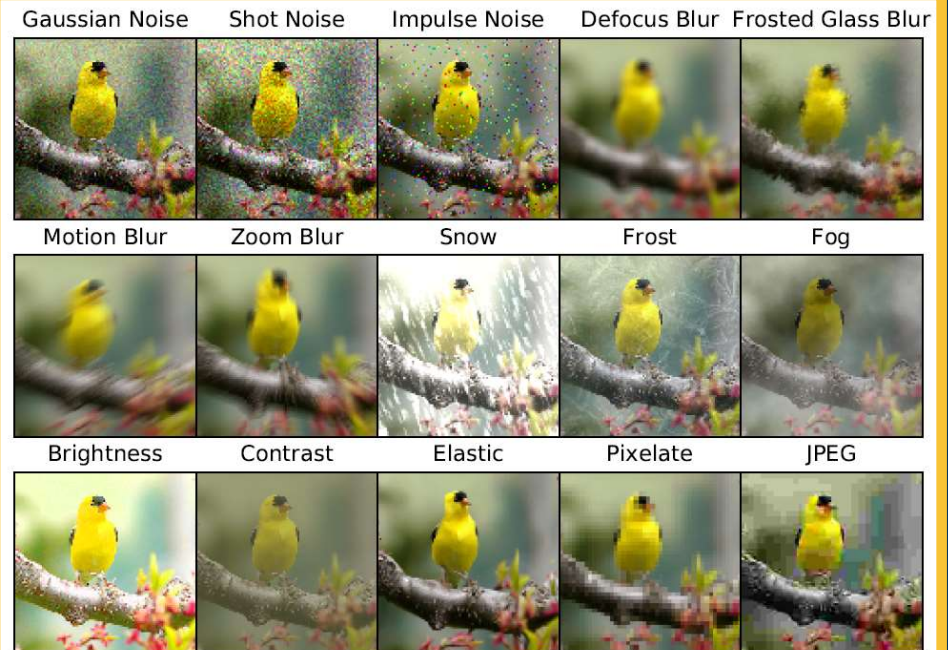 Gaussian Noise Shot Noise Impulse Noise Defocus Blur Frosted Glass Blur
Motion Blur Zoom Blur Snow Frost Fog
Brightness Contrast Elastic Pixelate JPEG